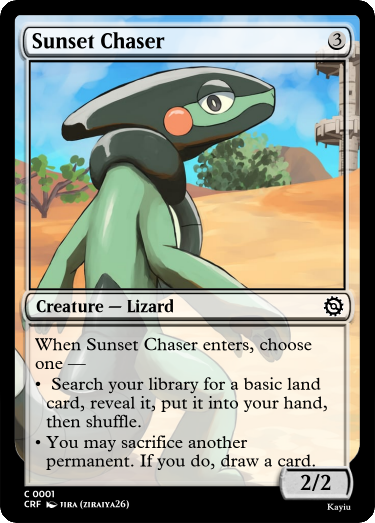 Sunset Chaser 3
Creature — Lizard
When Sunset Chaser enters, choose
one —
• Search your library for a basic land
card, reveal it, put it into your hand,
then shuffle.
• You may sacrifice another
permanent. If you do, draw a card.
2/2
C 0001
CRF JIRA (ZIRAIYA26)
Kayiu